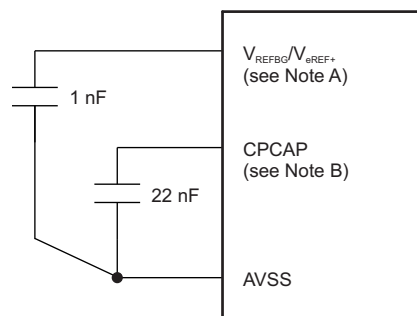 VREFBG/VeREF+
(see Note A)
1 nF
CPCAP
(see Note B)
22 nF
AVSS